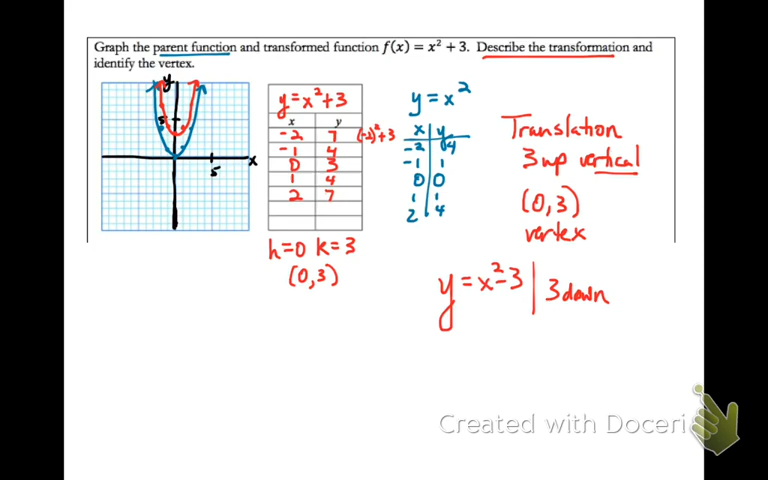 Graph the parent function and transformed function f(x) = x² + 3. Describe the transformation and
identify the vertex.
y
5
x
5
y=x²+3
x y
-2 7 (-2)²+3
-1 4
0 3
1 4
2 7
h=0 k=3
(0,3)
y=x²
x y
-2 4
-1 1
0 0
1 1
2 4
Translation
3 up vertical
(0,3)
vertex
y=x²-3 | 3 down
Created with Doceri